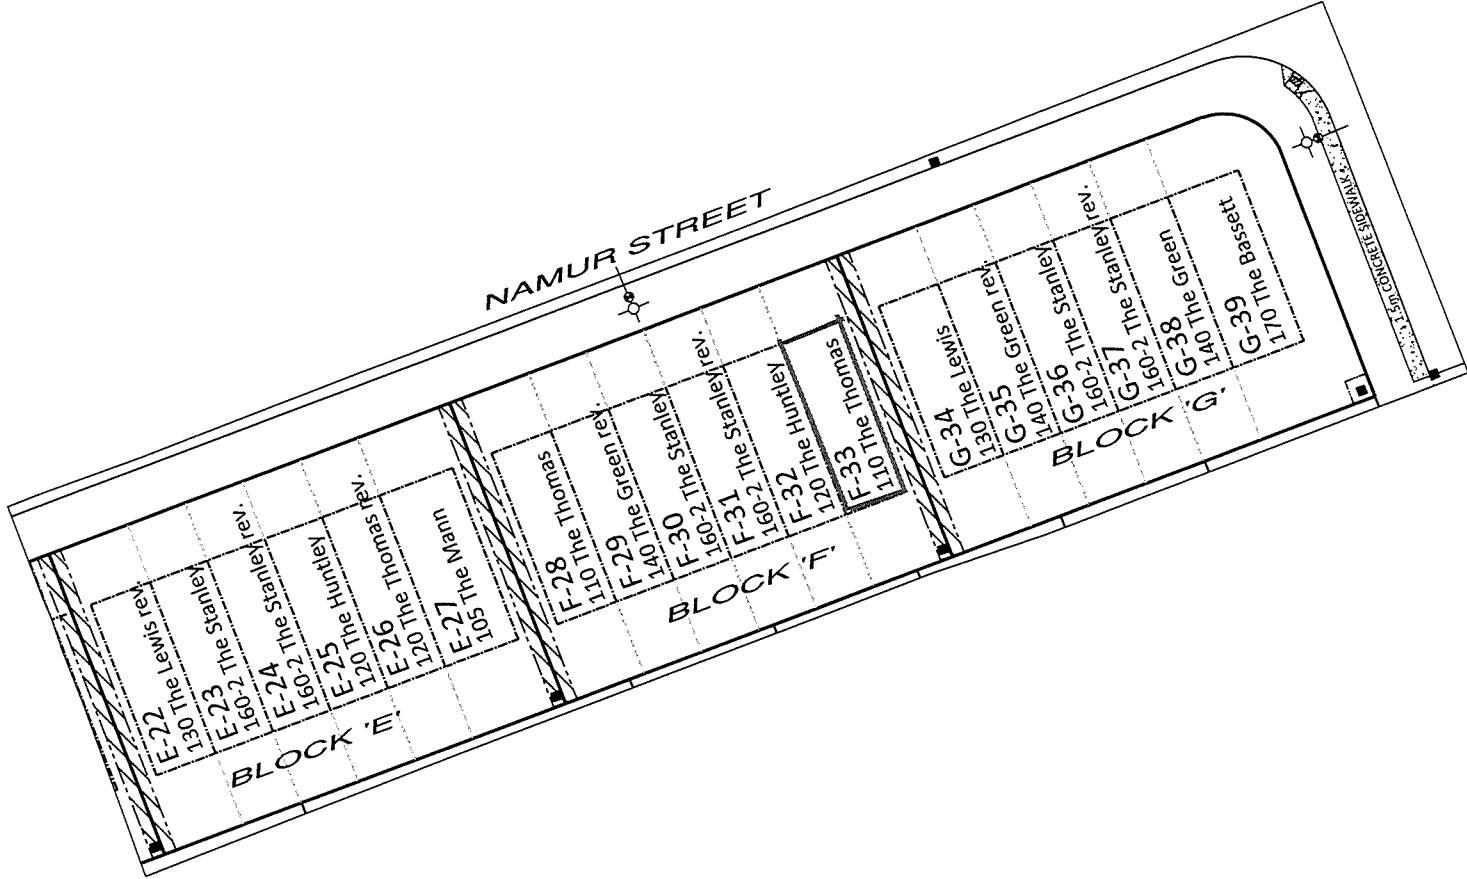 NAMUR STREET
E-22
130 The Lewis rev.
E-23
160-2 The Stanley
E-24
160-2 The Stanley rev.
E-25
120 The Huntley
E-26
120 The Thomas rev.
E-27
105 The Mann
BLOCK 'E'
F-28
110 The Thomas
F-29
140 The Green rev.
F-30
160-2 The Stanley
F-31
160-2 The Stanley rev.
F-32
120 The Huntley
F-33
110 The Thomas
BLOCK 'F'
G-34
130 The Lewis
G-35
140 The Green rev.
G-36
160-2 The Stanley
G-37
160-2 The Stanley rev.
G-38
140 The Green
G-39
170 The Bassett
BLOCK 'G'
1.5m CONCRETE SIDEWALK